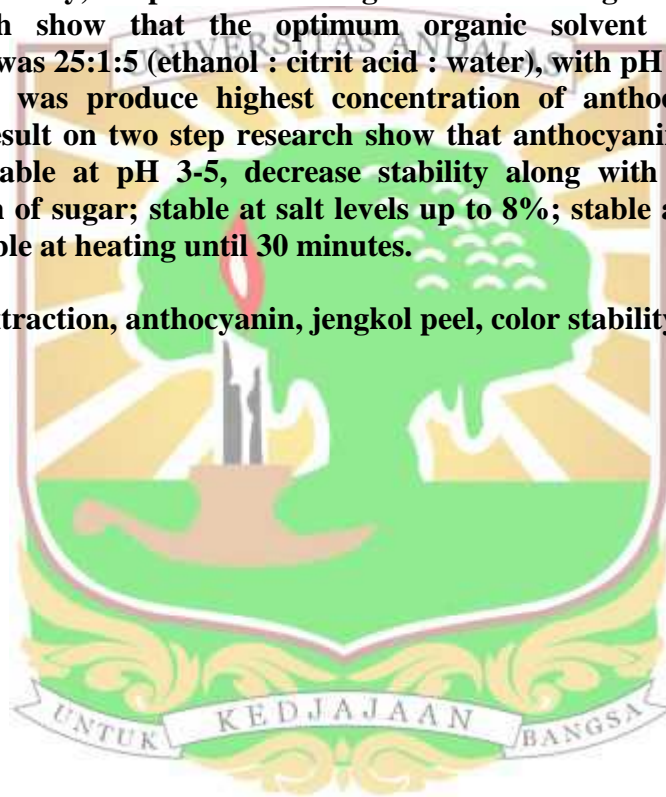 h show that the optimum organic solvent
UNIVERSITAS ANDALAS
was 25:1:5 (ethanol : citrit acid : water), with pH
was produce highest concentration of antho
esult on two step research show that anthocyanin
able at pH 3-5, decrease stability along with
n of sugar; stable at salt levels up to 8%; stable a
ble at heating until 30 minutes.
xtraction, anthocyanin, jengkol peel, color stability
UNTUK KEDJAJAAN BANGSA